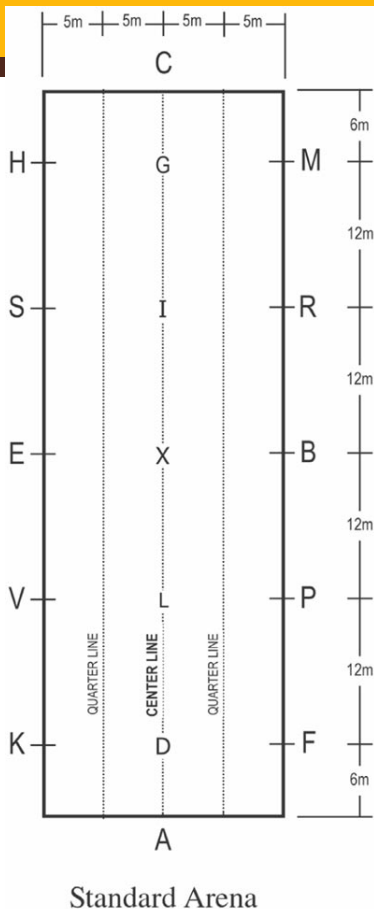 5m 5m 5m 5m
C
6m
H G M
12m
S I R
12m
E X B
12m
V L P
QUARTER LINE CENTER LINE QUARTER LINE
12m
K D F
6m
A
Standard Arena